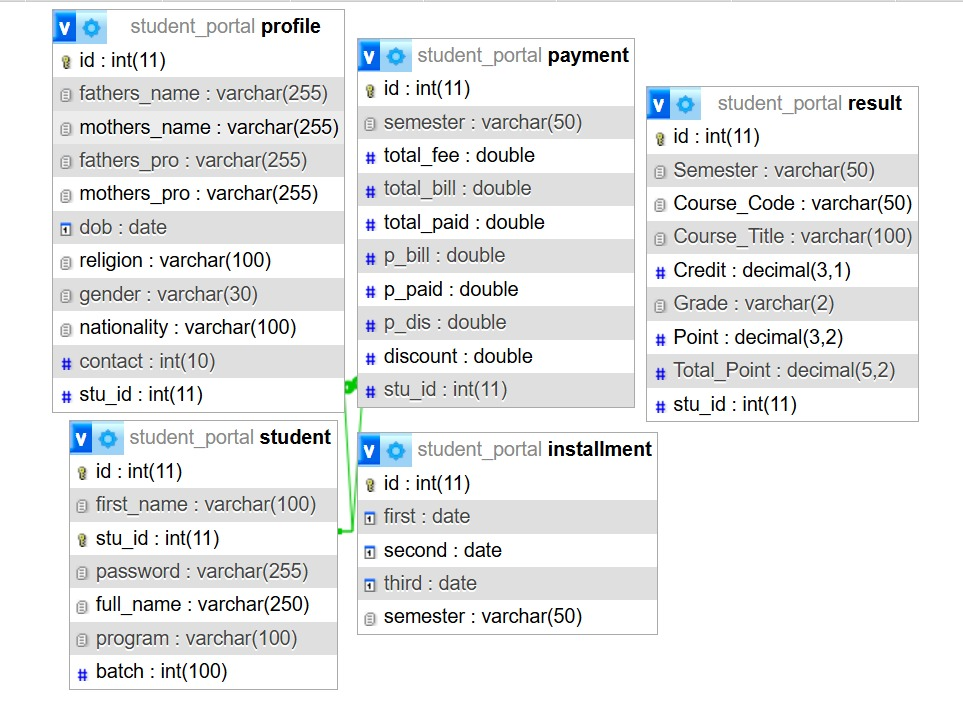 v student_portal profile
id : int(11)
fathers_name : varchar(255)
mothers_name : varchar(255)
fathers_pro : varchar(255)
mothers_pro : varchar(255)
dob : date
religion : varchar(100)
gender : varchar(30)
nationality : varchar(100)
contact : int(10)
stu_id : int(11)
v student_portal payment
id : int(11)
semester : varchar(50)
total_fee : double
total_bill : double
total_paid : double
p_bill : double
p_paid : double
p_dis : double
discount : double
stu_id : int(11)
v student_portal result
id : int(11)
Semester : varchar(50)
Course_Code : varchar(50)
Course_Title : varchar(100)
Credit : decimal(3,1)
Grade : varchar(2)
Point : decimal(3,2)
Total_Point : decimal(5,2)
stu_id : int(11)
v student_portal student
id : int(11)
first_name : varchar(100)
stu_id : int(11)
password : varchar(255)
full_name : varchar(250)
program : varchar(100)
batch : int(100)
v student_portal installment
id : int(11)
first : date
second : date
third : date
semester : varchar(50)